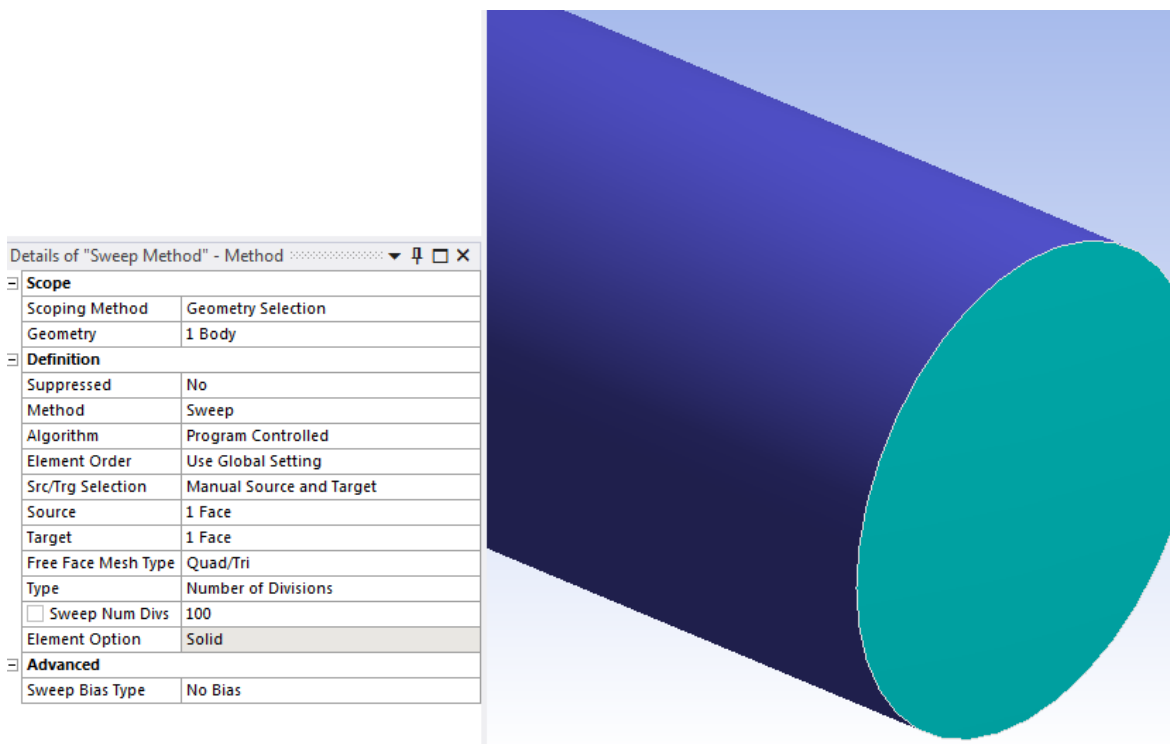 Details of "Sweep Method" - Method
Scope
Scoping Method Geometry Selection
Geometry 1 Body
Definition
Suppressed No
Method Sweep
Algorithm Program Controlled
Element Order Use Global Setting
Src/Trg Selection Manual Source and Target
Source 1 Face
Target 1 Face
Free Face Mesh Type Quad/Tri
Type Number of Divisions
Sweep Num Divs 100
Element Option Solid
Advanced
Sweep Bias Type No Bias